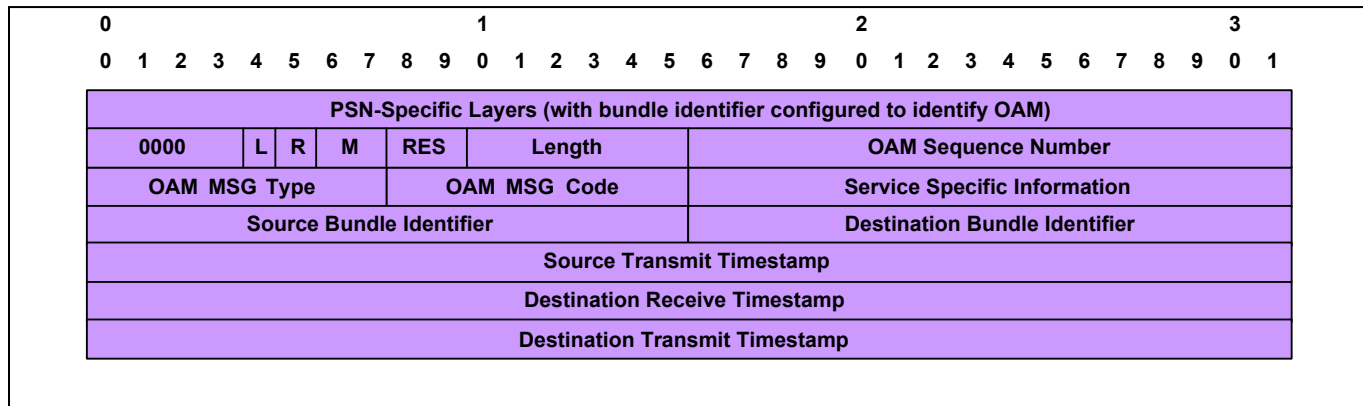 0 1 2 3
0 1 2 3 4 5 6 7 8 9 0 1 2 3 4 5 6 7 8 9 0 1 2 3 4 5 6 7 8 9 0 1
PSN-Specific Layers (with bundle identifier configured to identify OAM)
0000 L R M RES Length OAM Sequence Number
OAM MSG Type OAM MSG Code Service Specific Information
Source Bundle Identifier Destination Bundle Identifier
Source Transmit Timestamp
Destination Receive Timestamp
Destination Transmit Timestamp